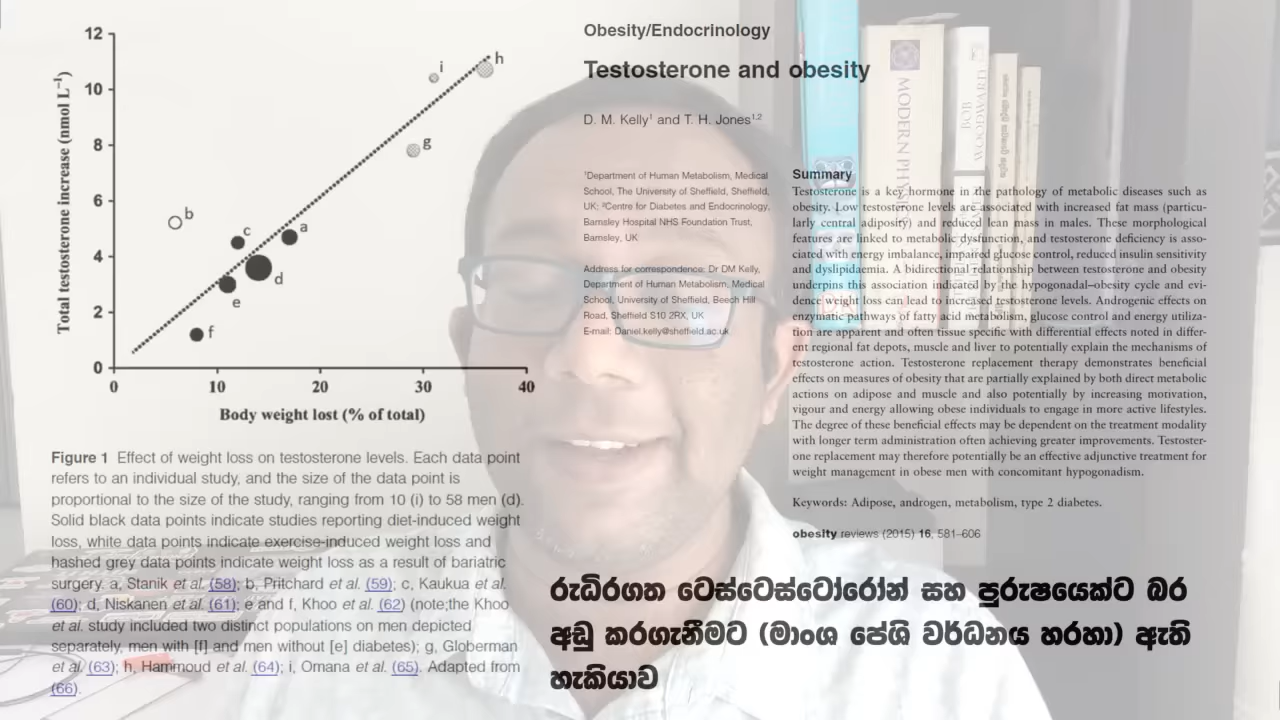 12
10
8
6
4
2
0
Total testosterone increase (nmol L⁻¹)
0 10 20 30 40
Body weight lost (% of total)
i
h
g
b
c
a
d
e
f
Figure 1 Effect of weight loss on testosterone levels. Each data point
refers to an individual study, and the size of the data point is
proportional to the size of the study, ranging from 10 (i) to 58 men (d).
Solid black data points indicate studies reporting diet-induced weight
loss, white data points indicate exercise-induced weight loss and
hashed grey data points indicate weight loss as a result of bariatric
surgery. a, Stanik et al. (58); b, Pritchard et al. (59); c, Kaukua et al.
(60); d, Niskanen et al. (61); e and f, Khoo et al. (62) (note;the Khoo
et al. study included two distinct populations on men depicted
separately, men with [f] and men without [e] diabetes); g, Globerman
et al. (63); h, Hammoud et al. (64); i, Omana et al. (65). Adapted from
(66).
Obesity/Endocrinology
Testosterone and obesity
D. M. Kelly¹ and T. H. Jones¹,²
¹Department of Human Metabolism, Medical
School, The University of Sheffield, Sheffield,
UK; ²Centre for Diabetes and Endocrinology,
Barnsley Hospital NHS Foundation Trust,
Barnsley, UK
Address for correspondence: Dr DM Kelly,
Department of Human Metabolism, Medical
School, University of Sheffield, Beech Hill
Road, Sheffield S10 2RX, UK
E-mail: Daniel.kelly@sheffield.ac.uk
Summary
Testosterone is a key hormone in the pathology of metabolic diseases such as
obesity. Low testosterone levels are associated with increased fat mass (particu-
larly central adiposity) and reduced lean mass in males. These morphological
features are linked to metabolic dysfunction, and testosterone deficiency is asso-
ciated with energy imbalance, impaired glucose control, reduced insulin sensitivity
and dyslipidaemia. A bidirectional relationship between testosterone and obesity
underpins this association indicated by the hypogonadal–obesity cycle and evi-
dence weight loss can lead to increased testosterone levels. Androgenic effects on
enzymatic pathways of fatty acid metabolism, glucose control and energy utiliza-
tion are apparent and often tissue specific with differential effects noted in differ-
ent regional fat depots, muscle and liver to potentially explain the mechanisms of
testosterone action. Testosterone replacement therapy demonstrates beneficial
effects on measures of obesity that are partially explained by both direct metabolic
actions on adipose and muscle and also potentially by increasing motivation,
vigour and energy allowing obese individuals to engage in more active lifestyles.
The degree of these beneficial effects may be dependent on the treatment modality
with longer term administration often achieving greater improvements. Testoster-
one replacement may therefore potentially be an effective adjunctive treatment for
weight management in obese men with concomitant hypogonadism.
Keywords: Adipose, androgen, metabolism, type 2 diabetes.
obesity reviews (2015) 16, 581–606
MODERN PHYSICS
BOB WOODWARD
රුධිරගත ටෙස්ටෙස්ටෝරෝන් සහ පුරුෂයෙක්ට බර
අඩු කරගැනීමට (මාංශ පේශි වර්ධනය හරහා) ඇති
හැකියාව